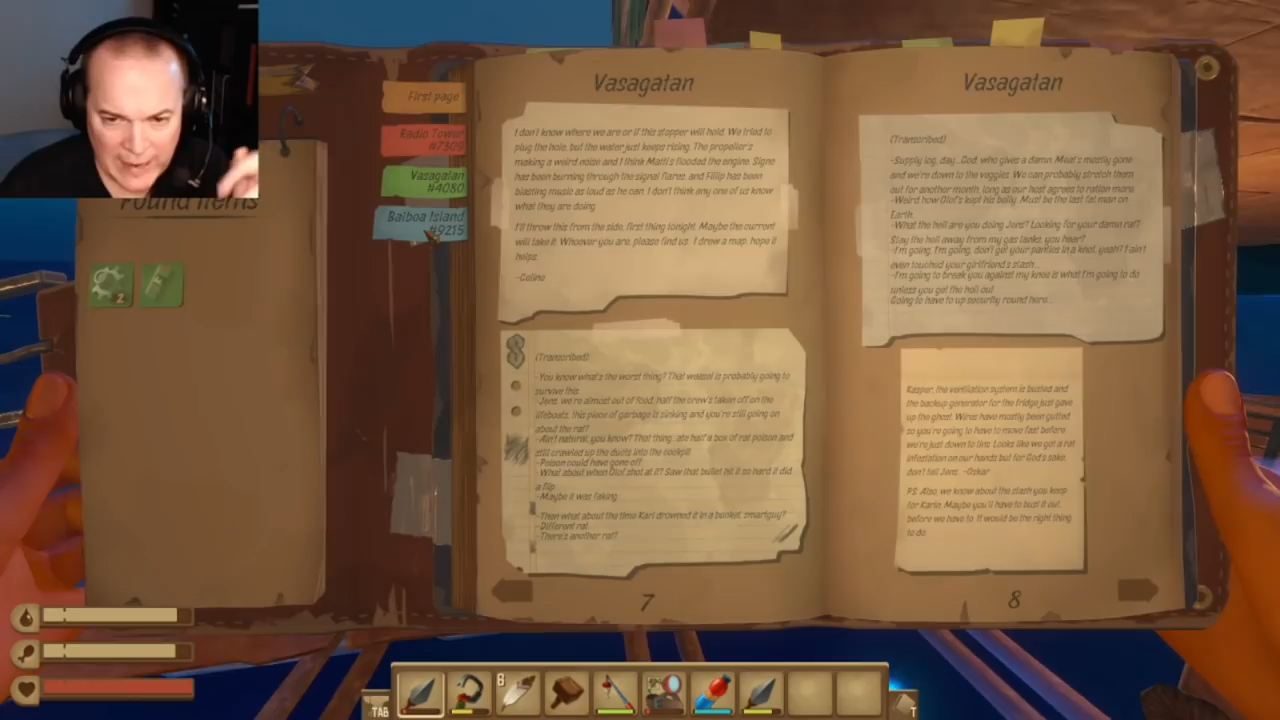 Found Items
2
First page
Radio Tower
#7309
Vasagatan
#4080
Balboa Island
#9215
Vasagatan
I don't know where we are or if this stopper will hold. We tried to
plug the hole, but the water just keeps rising. The propellor's
making a weird noise and I think Matti's flooded the engine. Signe
has been burning through the signal flares, and Fillip has been
blasting music as loud as he can. I don't think any one of us know
what they are doing.
I'll throw this from the side, first thing tonight. Maybe the current
will take it. Whoever you are, please find us. I drew a map, hope it
helps.
-Celine
(Transcribed)
-You know what's the worst thing? That weasel is probably going to
survive this.
-Jens, we're almost out of food, half the crew's taken off on the
lifeboats, this piece of garbage is sinking and you're still going on
about the rat?
-Ain't natural, you know? That thing...ate half a box of rat poison and
still crawled up the ducts into the cockpit.
-Poison could have gone off.
-What about when Olof shot at it? Saw that bullet hit it so hard it did
a flip.
-Maybe it was faking.
-Then what about the time Karl drowned it in a bucket, smartguy?
-Different rat.
-There's another rat?
7
Vasagatan
(Transcribed)
-Supply log, day...God, who gives a damn. Meat's mostly gone
and we're down to the veggies. We can probably stretch them
out for another month, long as our host agrees to ration more.
-Weird how Olof's kept his belly. Must be the last fat man on
Earth.
-What the hell are you doing Jens? Looking for your damn rat?
Stay the hell away from my gas tanks, you hear?
-I'm going, I'm going, don't get your panties in a knot, yeah? I ain't
even touched your girlfriend's stash...
-I'm going to break you against my knee is what I'm going to do
unless you get the hell out.
Going to have to up security round here...
Kasper, the ventilation system is busted and
the backup generator for the fridge just gave
up the ghost. Wires have mostly been gutted
so you're going to have to move fast before
we're just down to tins. Looks like we got a rat
infestation on our hands but for God's sake,
don't tell Jens. -Oskar
PS. Also, we know about the stash you keep
for Karin. Maybe you'll have to bust it out,
before we have to. It would be the right thing
to do.
8
TAB
8
T